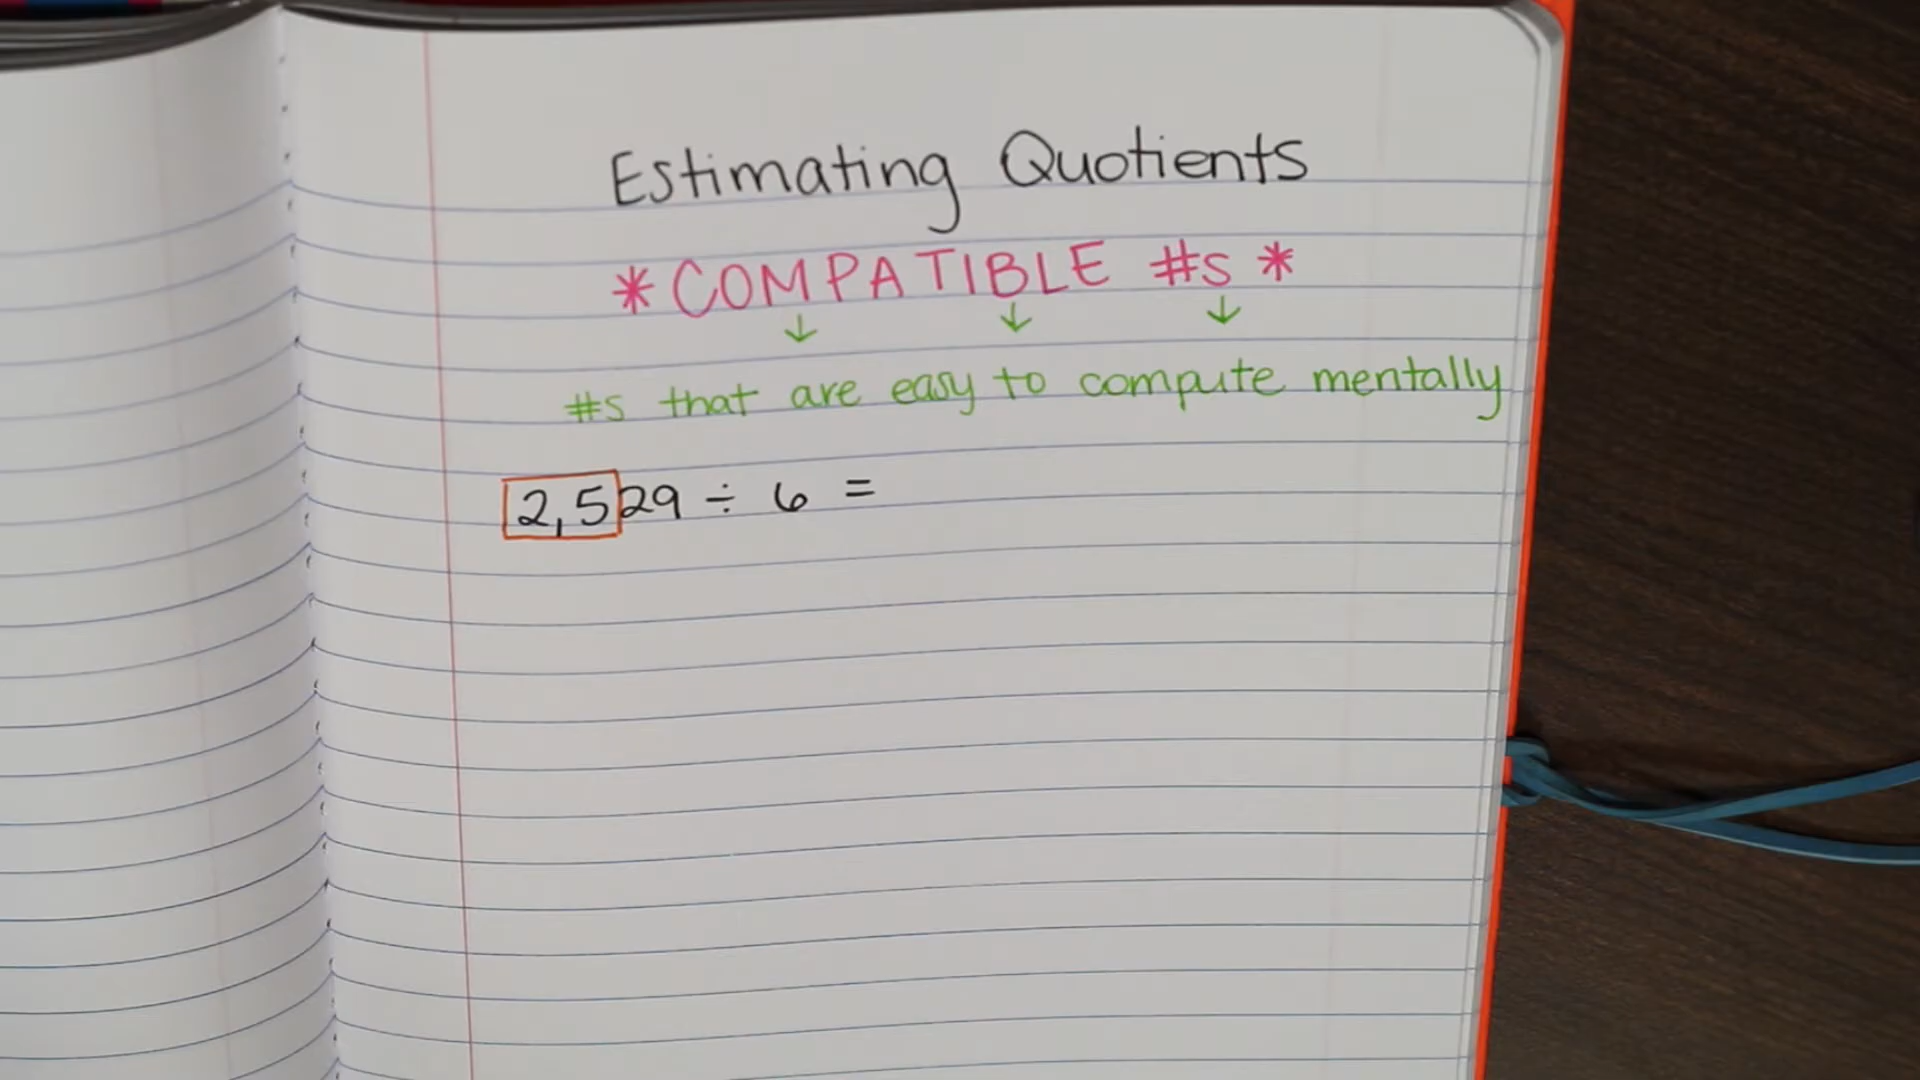 Estimating Quotients
*COMPATIBLE #s*
↓ ↓ ↓
#s that are easy to compute mentally
2,529 ÷ 6 =